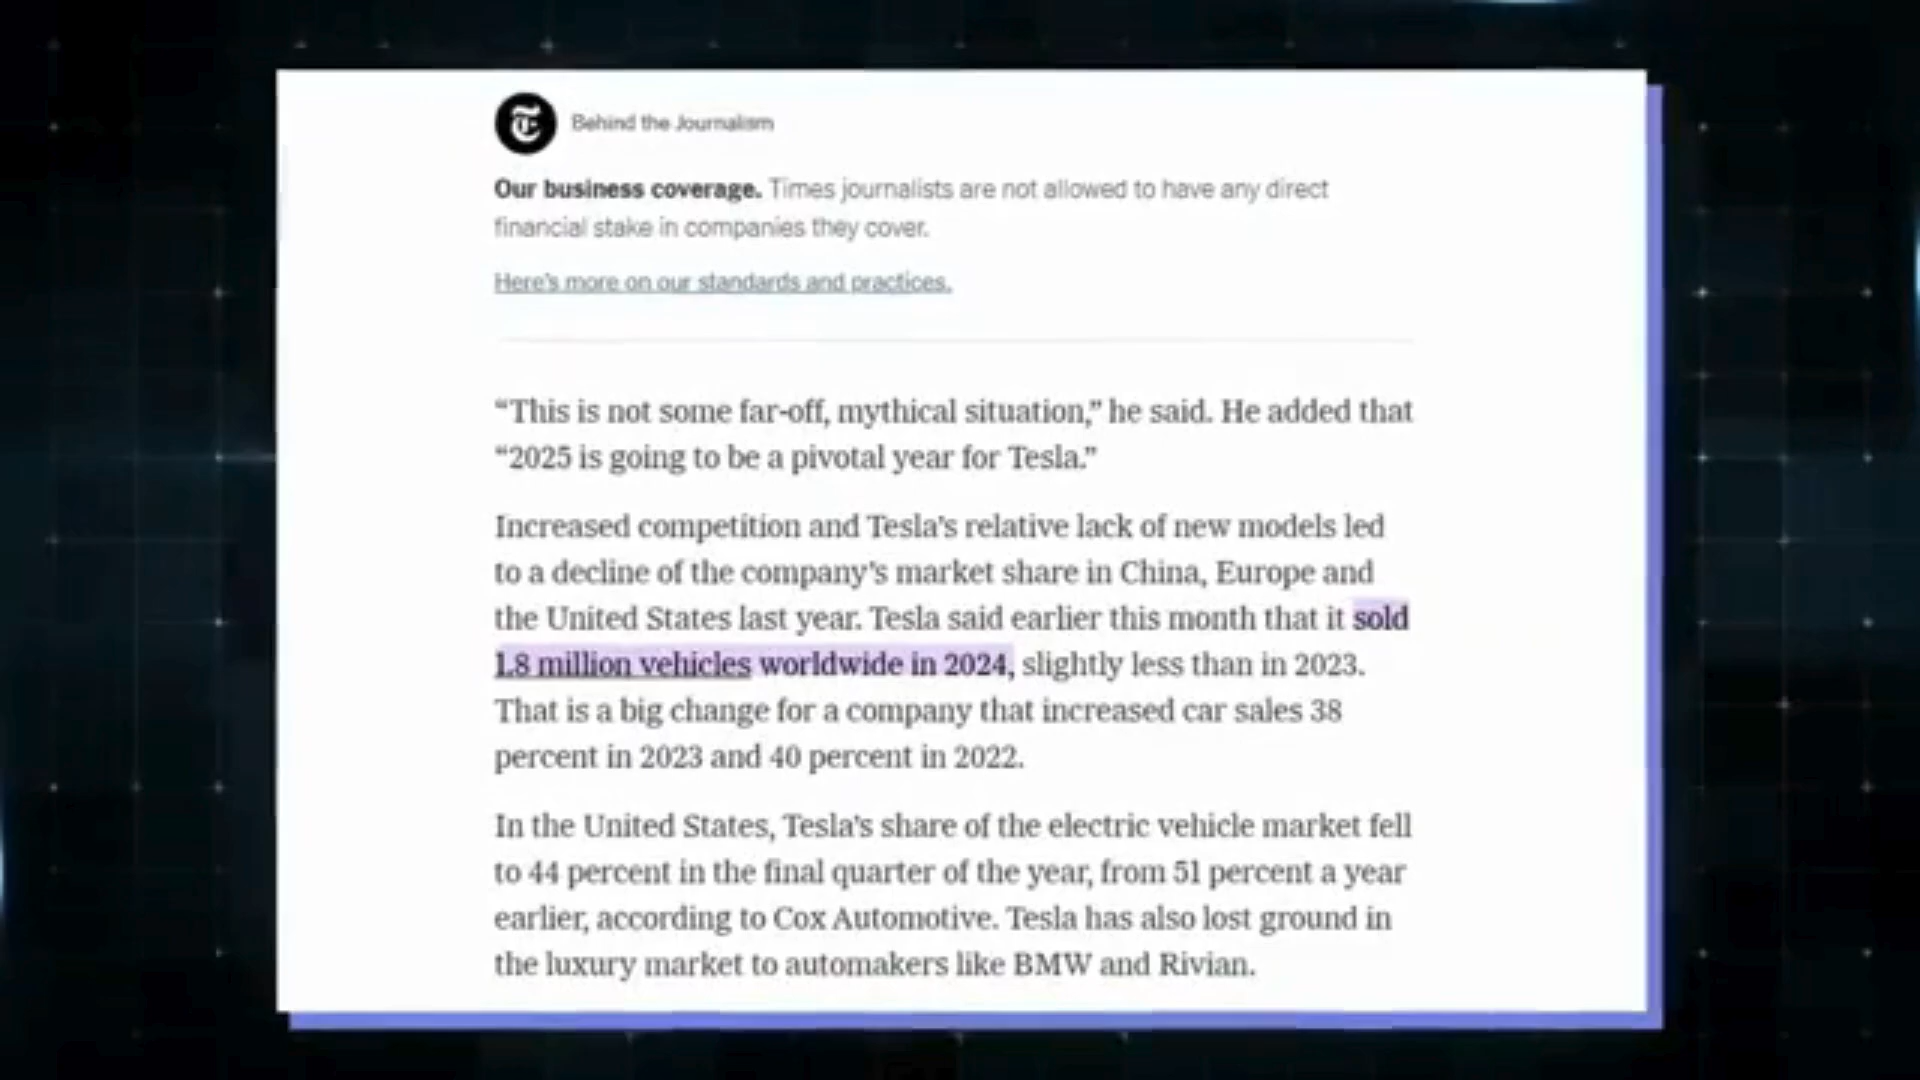 Behind the Journalism
Our business coverage. Times journalists are not allowed to have any direct
financial stake in companies they cover.
Here's more on our standards and practices.
“This is not some far-off, mythical situation,” he said. He added that
“2025 is going to be a pivotal year for Tesla.”
Increased competition and Tesla’s relative lack of new models led
to a decline of the company’s market share in China, Europe and
the United States last year. Tesla said earlier this month that it sold
1.8 million vehicles worldwide in 2024, slightly less than in 2023.
That is a big change for a company that increased car sales 38
percent in 2023 and 40 percent in 2022.
In the United States, Tesla’s share of the electric vehicle market fell
to 44 percent in the final quarter of the year, from 51 percent a year
earlier, according to Cox Automotive. Tesla has also lost ground in
the luxury market to automakers like BMW and Rivian.